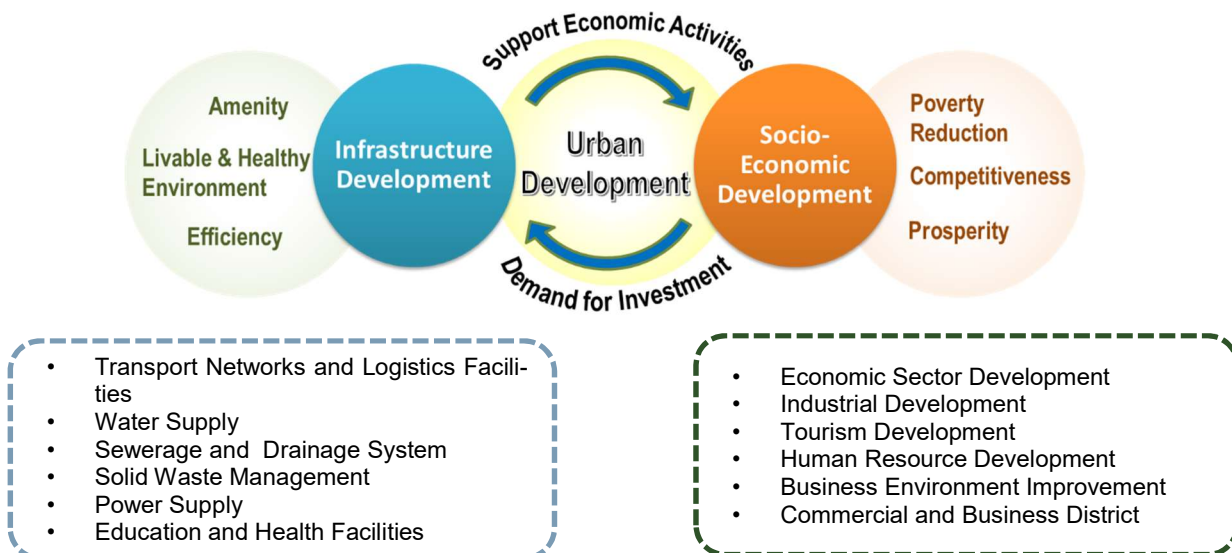 Support Economic Activities
Amenity
Livable & Healthy
Environment
Efficiency
Infrastructure
Development
Urban
Development
Socio-
Economic
Development
Poverty
Reduction
Competitiveness
Prosperity
Demand for Investment
• Transport Networks and Logistics Facili-
ties
• Water Supply
• Sewerage and Drainage System
• Solid Waste Management
• Power Supply
• Education and Health Facilities
• Economic Sector Development
• Industrial Development
• Tourism Development
• Human Resource Development
• Business Environment Improvement
• Commercial and Business District